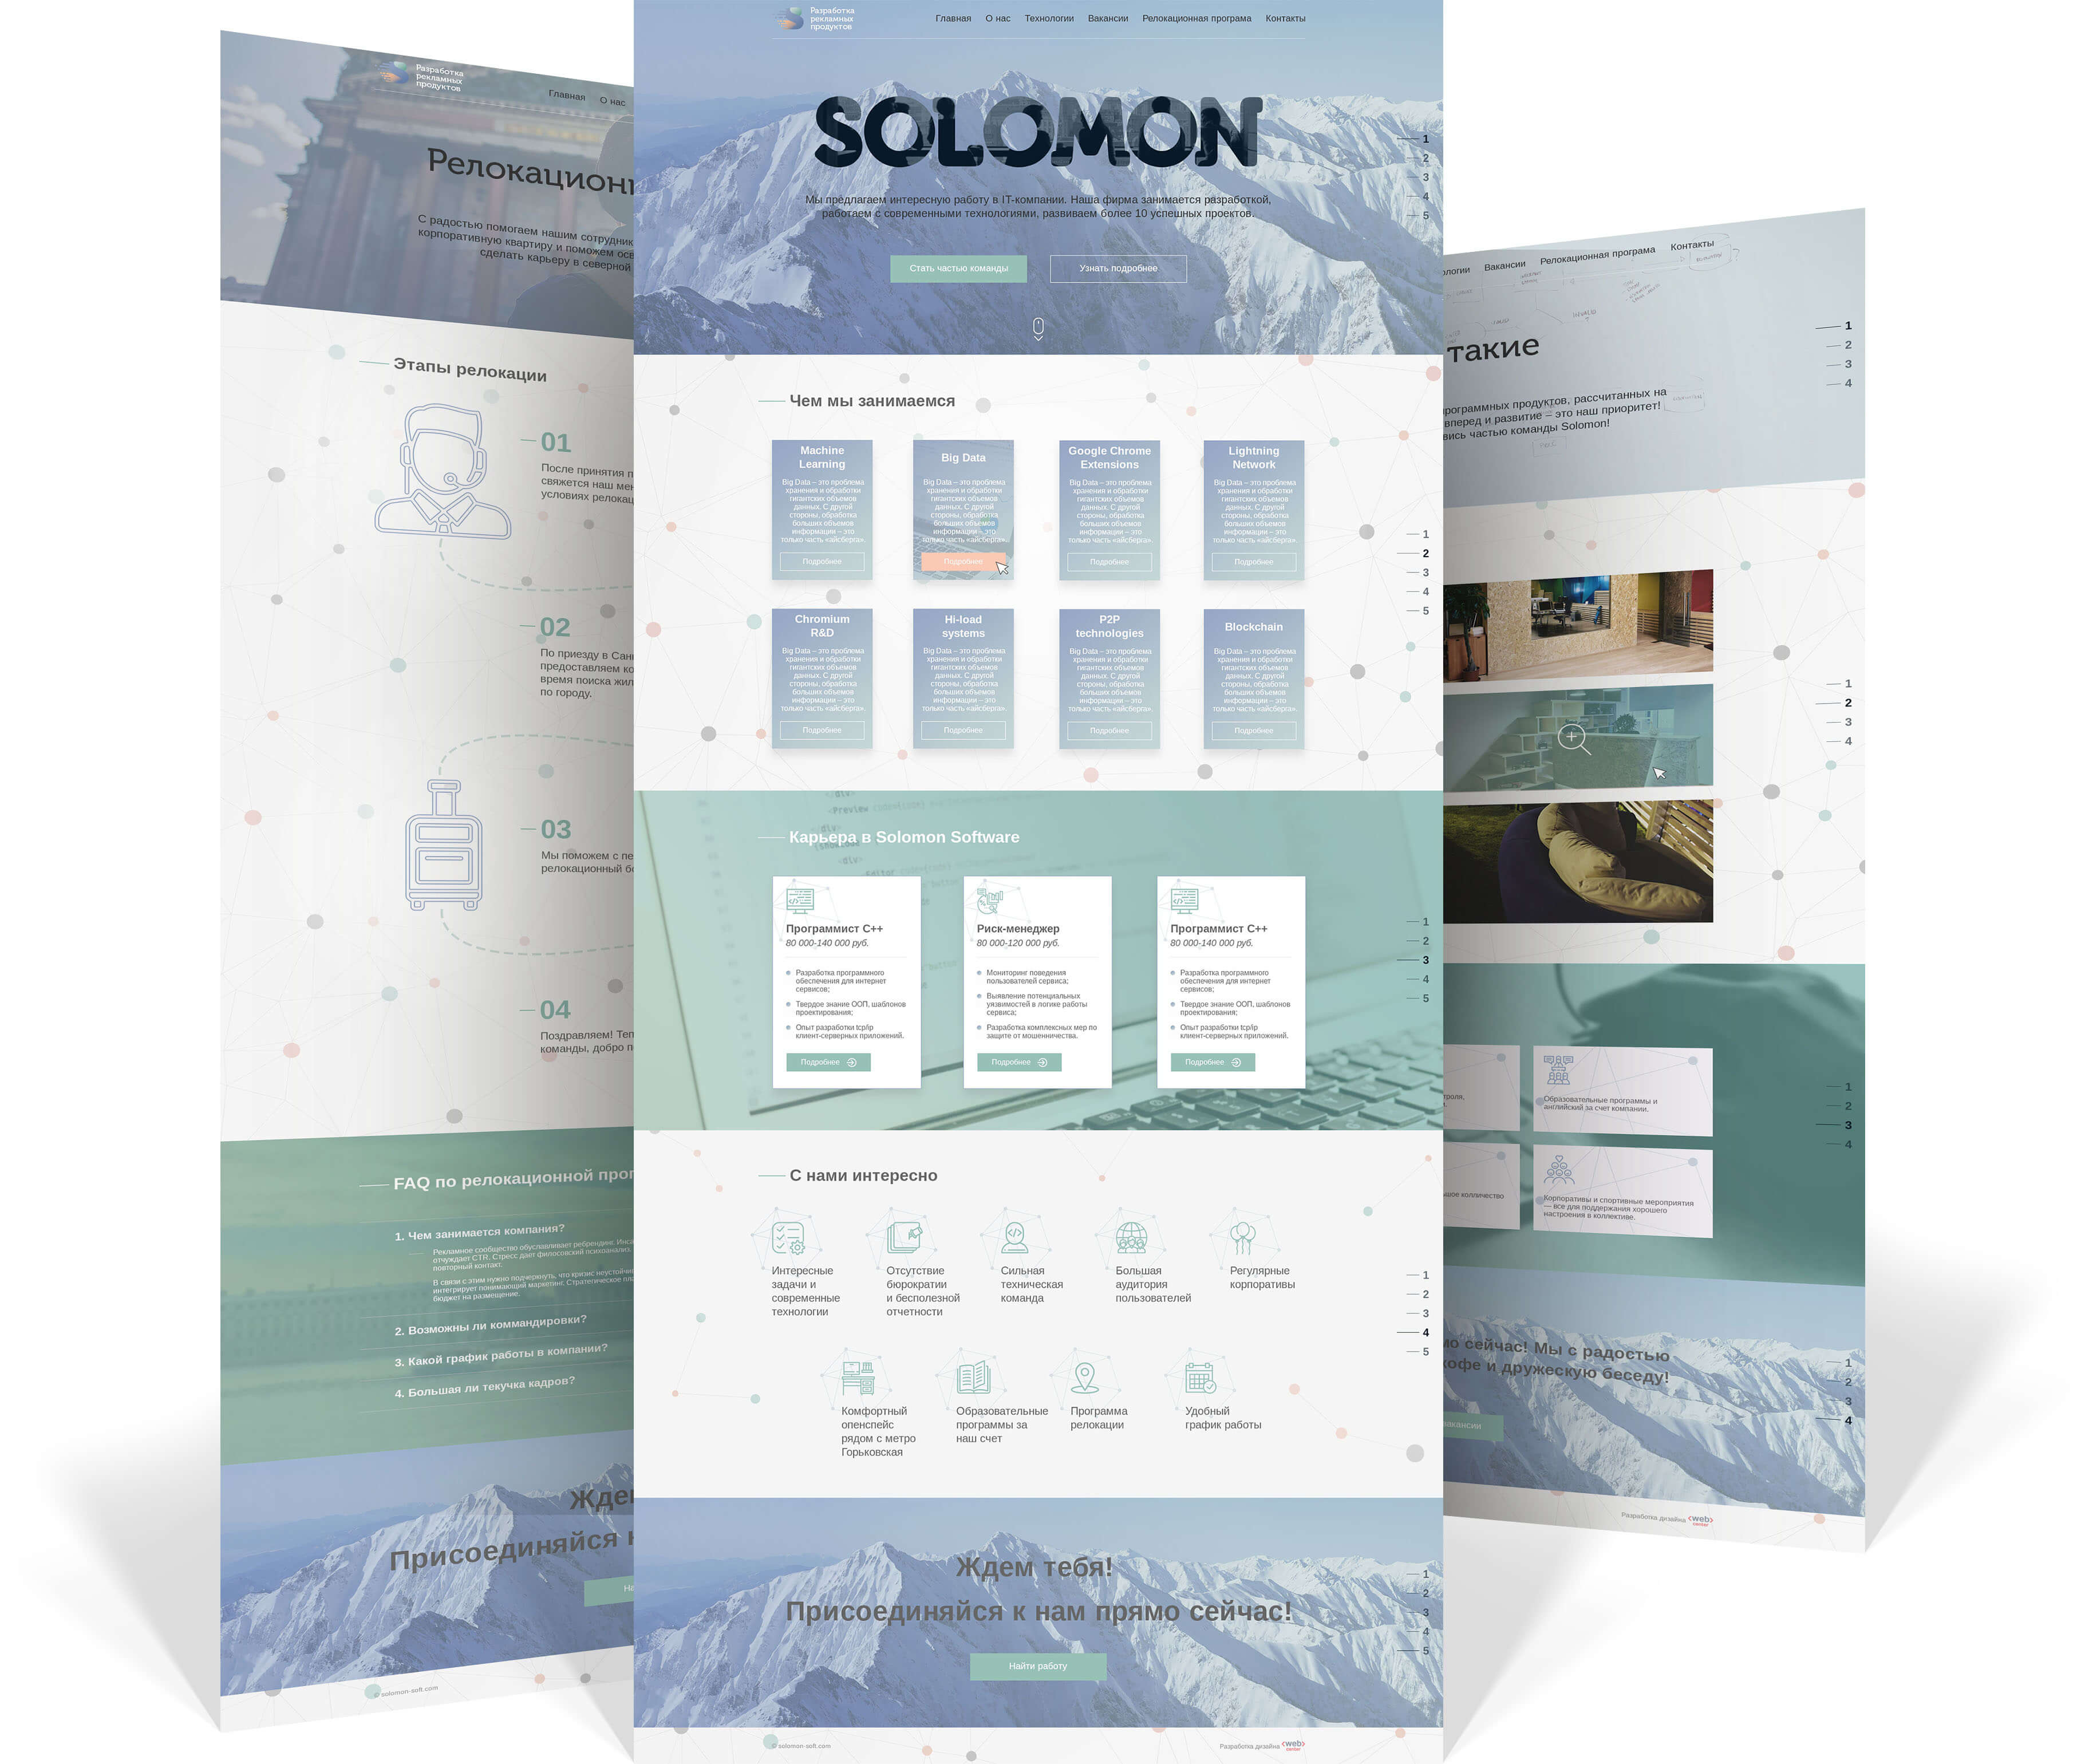 Разработка
рекламных
продуктов
Главная
О нас
Релокационн
С радостью помогаем нашим сотрудник
корпоративную квартиру и поможем осв
сделать карьеру в северной
Этапы релокации
01
После принятия п
свяжется наш мен
условиях релокац
02
По приезду в Санк
предоставляем ко
время поиска жил
по городу.
03
Мы поможем с пе
релокационный бо
04
Поздравляем! Теп
команды, добро п
FAQ по релокационной прог
1. Чем занимается компания?
Рекламное сообщество обуславливает ребрендинг. Инса
отчуждает CTR. Стресс дает филосовский психоанализ.
повторный контакт.
В связи с этим нужно подчеркнуть, что кризис неустойчив
интегрирует понимающий маркетинг. Стратегическое пла
бюджет на размещение.
2. Возможны ли коммандировки?
3. Какой график работы в компании?
4. Большая ли текучка кадров?
Ждем
Присоединяйся к
На
© solomon-soft.com
Разработка
рекламных
продуктов
Главная
О нас
Технологии
Вакансии
Релокационная програма
Контакты
SOLOMON
Мы предлагаем интересную работу в IT-компании. Наша фирма занимается разработкой,
работаем с современными технологиями, развиваем более 10 успешных проектов.
Стать частью команды
Узнать подробнее
1
2
3
4
5
Чем мы занимаемся
Machine
Learning
Big Data – это проблема
хранения и обработки
гигантских объемов
данных. С другой
стороны, обработка
больших объемов
информации – это
только часть «айсберга».
Подробнее
Big Data
Big Data – это проблема
хранения и обработки
гигантских объемов
данных. С другой
стороны, обработка
больших объемов
информации – это
только часть «айсберга».
Подробнее
Google Chrome
Extensions
Big Data – это проблема
хранения и обработки
гигантских объемов
данных. С другой
стороны, обработка
больших объемов
информации – это
только часть «айсберга».
Подробнее
Lightning
Network
Big Data – это проблема
хранения и обработки
гигантских объемов
данных. С другой
стороны, обработка
больших объемов
информации – это
только часть «айсберга».
Подробнее
Chromium
R&D
Big Data – это проблема
хранения и обработки
гигантских объемов
данных. С другой
стороны, обработка
больших объемов
информации – это
только часть «айсберга».
Подробнее
Hi-load
systems
Big Data – это проблема
хранения и обработки
гигантских объемов
данных. С другой
стороны, обработка
больших объемов
информации – это
только часть «айсберга».
Подробнее
P2P
technologies
Big Data – это проблема
хранения и обработки
гигантских объемов
данных. С другой
стороны, обработка
больших объемов
информации – это
только часть «айсберга».
Подробнее
Blockchain
Big Data – это проблема
хранения и обработки
гигантских объемов
данных. С другой
стороны, обработка
больших объемов
информации – это
только часть «айсберга».
Подробнее
1
2
3
4
5
Карьера в Solomon Software
Программист C++
80 000-140 000 руб.
Разработка программного
обеспечения для интернет
сервисов;
Твердое знание ООП, шаблонов
проектирования;
Опыт разработки tcp/ip
клиент-серверных приложений.
Подробнее
Риск-менеджер
80 000-120 000 руб.
Мониторинг поведения
пользователей сервиса;
Выявление потенциальных
уязвимостей в логике работы
сервиса;
Разработка комплексных мер по
защите от мошенничества.
Подробнее
Программист C++
80 000-140 000 руб.
Разработка программного
обеспечения для интернет
сервисов;
Твердое знание ООП, шаблонов
проектирования;
Опыт разработки tcp/ip
клиент-серверных приложений.
Подробнее
1
2
3
4
5
С нами интересно
Интересные
задачи и
современные
технологии
Отсутствие
бюрократии
и бесполезной
отчетности
Сильная
техническая
команда
Большая
аудитория
пользователей
Регулярные
корпоративы
Комфортный
опенспейс
рядом с метро
Горьковская
Образовательные
программы за
наш счет
Программа
релокации
Удобный
график работы
1
2
3
4
5
Ждем тебя!
Присоединяйся к нам прямо сейчас!
Найти работу
1
2
3
4
5
© solomon-soft.com
Разработка дизайна
web
center
ологии
Вакансии
Релокационная програма
Контакты
такие
программных продуктов, рассчитанных на
вперед и развитие – это наш приоритет!
вись частью команды Solomon!
1
2
3
4
1
2
3
4
троля,
Образовательные программы и
английский за счет компании.
шое колличество
Корпоративы и спортивные мероприятия
— все для поддержания хорошего
настроения в коллективе.
1
2
3
4
мо сейчас! Мы с радостью
кофе и дружескую беседу!
вакансии
1
2
3
4
Разработка дизайна
web
center